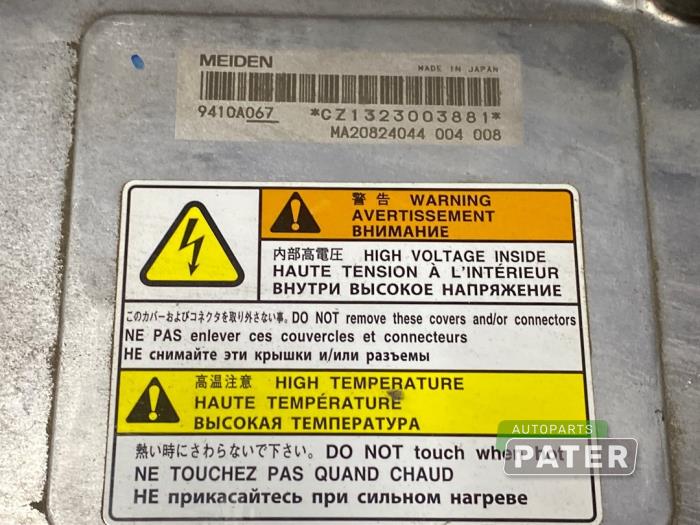 MEIDEN
MADE IN JAPAN
9410A067 *CZ1323003881*
MA20824044 004 008
警告 WARNING
AVERTISSEMENT
ВНИМАНИЕ
内部高電圧 HIGH VOLTAGE INSIDE
HAUTE TENSION À L'INTÉRIEUR
ВНУТРИ ВЫСОКОЕ НАПРЯЖЕНИЕ
このカバーおよびコネクタを取り外さない事。DO NOT remove these covers and/or connectors
NE PAS enlever ces couvercles et connecteurs
НЕ снимайте эти крышки и/или разъемы
高温注意 HIGH TEMPERATURE
HAUTE TEMPÉRATURE
ВЫСОКАЯ ТЕМПЕРАТУРА
熱い時にさわらないで下さい。DO NOT touch when hot
NE TOUCHEZ PAS QUAND CHAUD
НЕ прикасайтесь при сильном нагреве
AUTOPARTS
PATER